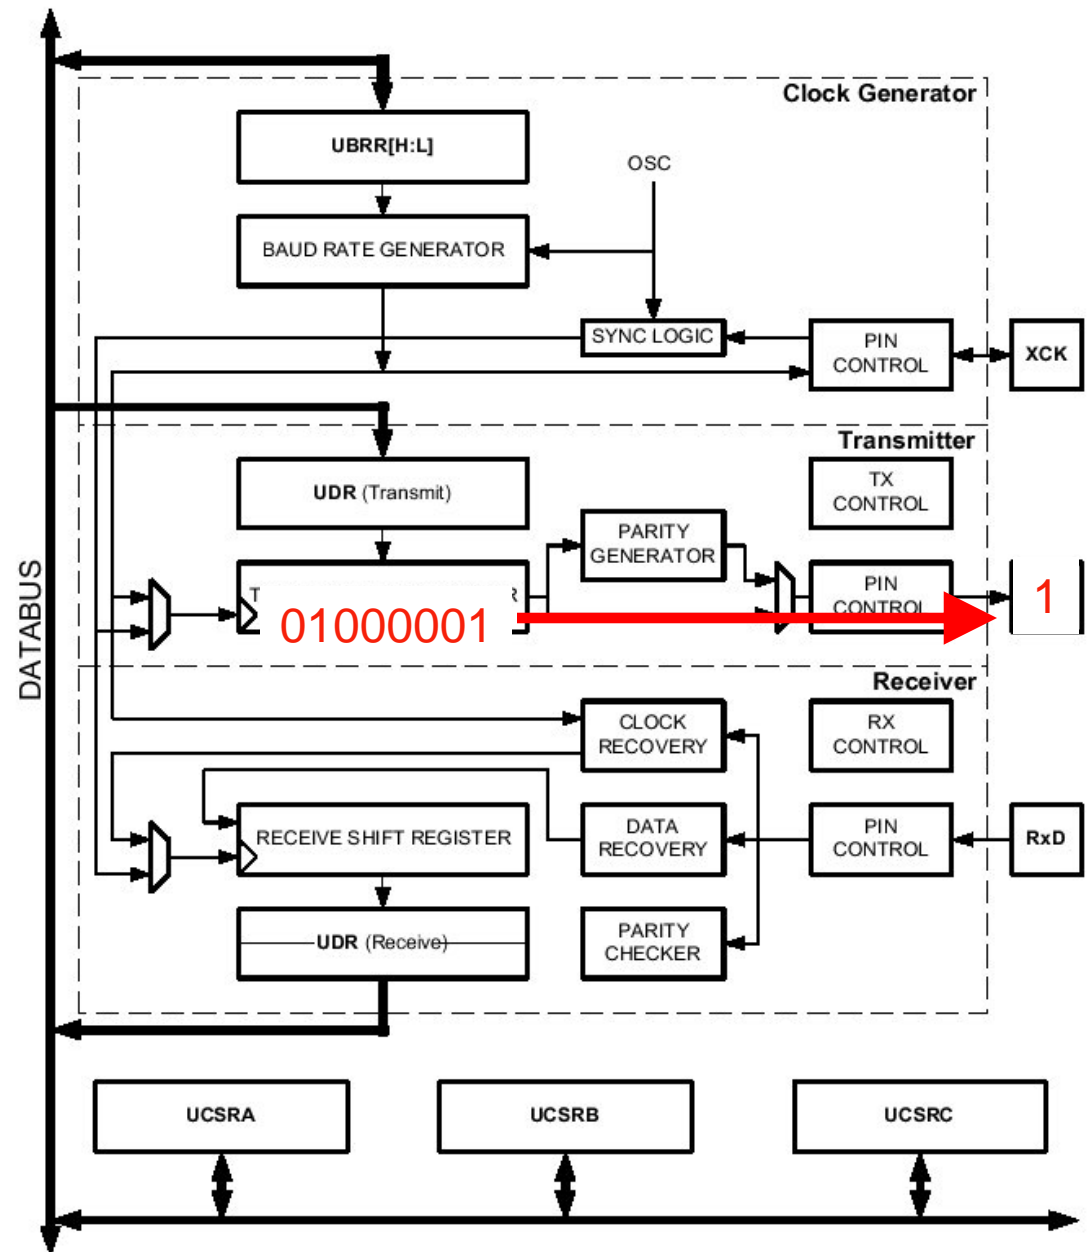 Clock Generator
UBRR[H:L]
OSC
BAUD RATE GENERATOR
SYNC LOGIC
PIN
CONTROL
XCK
Transmitter
UDR (Transmit)
TX
CONTROL
PARITY
GENERATOR
PIN
CONTROL
01000001
1
DATABUS
Receiver
CLOCK
RECOVERY
RX
CONTROL
RECEIVE SHIFT REGISTER
DATA
RECOVERY
PIN
CONTROL
RxD
UDR (Receive)
PARITY
CHECKER
UCSRA
UCSRB
UCSRC